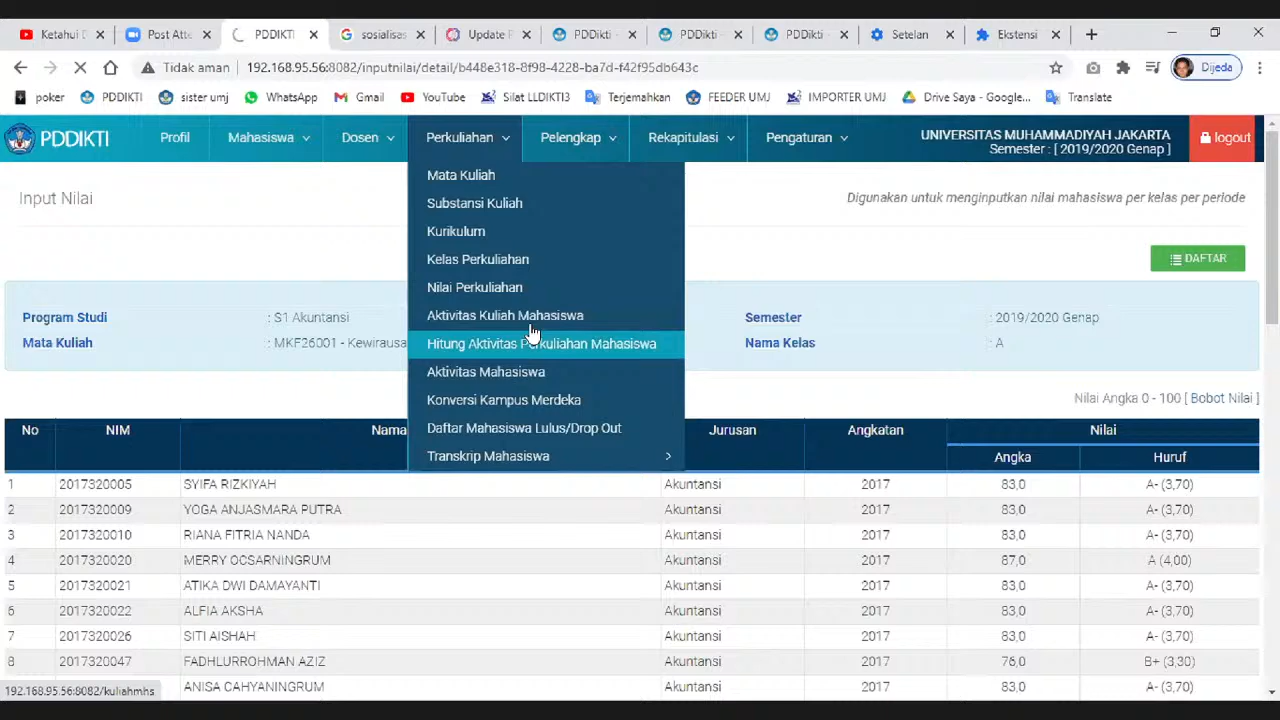 Ketahui D
Post Atte
PDDIKTI
sosialisas
Update P
PDDikti -
PDDikti
PDDikti
Setelan
Ekstensi
Tidak aman
192.168.95.56:8082/inputnilai/detail/b448e318-8f98-4228-ba7d-f42f95db643c
Dijeda
poker
PDDIKTI
sister umj
WhatsApp
Gmail
YouTube
Silat LLDIKTI3
Terjemahkan
FEEDER UMJ
IMPORTER UMJ
Drive Saya - Google...
Translate
PDDIKTI
Profil
Mahasiswa
Dosen
Perkuliahan
Pelengkap
Rekapitulasi
Pengaturan
UNIVERSITAS MUHAMMADIYAH JAKARTA
Semester : [ 2019/2020 Genap ]
logout
Mata Kuliah
Substansi Kuliah
Kurikulum
Kelas Perkuliahan
Nilai Perkuliahan
Aktivitas Kuliah Mahasiswa
Hitung Aktivitas Perkuliahan Mahasiswa
Aktivitas Mahasiswa
Konversi Kampus Merdeka
Daftar Mahasiswa Lulus/Drop Out
Transkrip Mahasiswa
Input Nilai
Digunakan untuk menginputkan nilai mahasiswa per kelas per periode
DAFTAR
Program Studi : S1 Akuntansi Semester : 2019/2020 Genap
Mata Kuliah : MKF26001 - Kewirausa Nama Kelas : A
Nilai Angka 0 - 100 [ Bobot Nilai ]
No NIM Nama Jurusan Angkatan Nilai
Angka Huruf
1 2017320005 SYIFA RIZKIYAH Akuntansi 2017 83,0 A- (3,70)
2 2017320009 YOGA ANJASMARA PUTRA Akuntansi 2017 83,0 A- (3,70)
3 2017320010 RIANA FITRIA NANDA Akuntansi 2017 83,0 A- (3,70)
4 2017320020 MERRY OCSARNINGRUM Akuntansi 2017 87,0 A (4,00)
5 2017320021 ATIKA DWI DAMAYANTI Akuntansi 2017 83,0 A- (3,70)
6 2017320022 ALFIA AKSHA Akuntansi 2017 83,0 A- (3,70)
7 2017320026 SITI AISHAH Akuntansi 2017 83,0 A- (3,70)
8 2017320047 FADHLURROHMAN AZIZ Akuntansi 2017 76,0 B+ (3,30)
ANISA CAHYANINGRUM Akuntansi 2017 83,0 A- (3,70)
192.168.95.56:8082/kuliahmhs